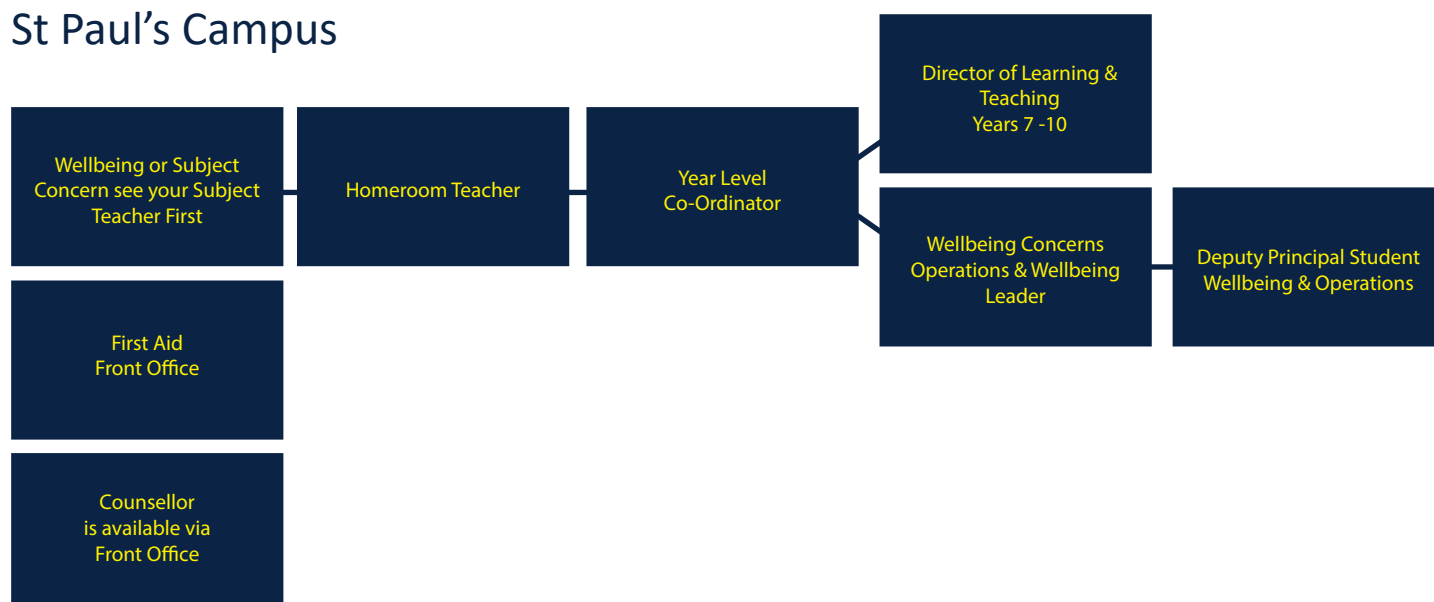 St Paul’s Campus
Wellbeing or Subject
Concern see your Subject
Teacher First
Homeroom Teacher
Year Level
Co-Ordinator
Director of Learning &
Teaching
Years 7 -10
Wellbeing Concerns
Operations & Wellbeing
Leader
Deputy Principal Student
Wellbeing & Operations
First Aid
Front Office
Counsellor
is available via
Front Office